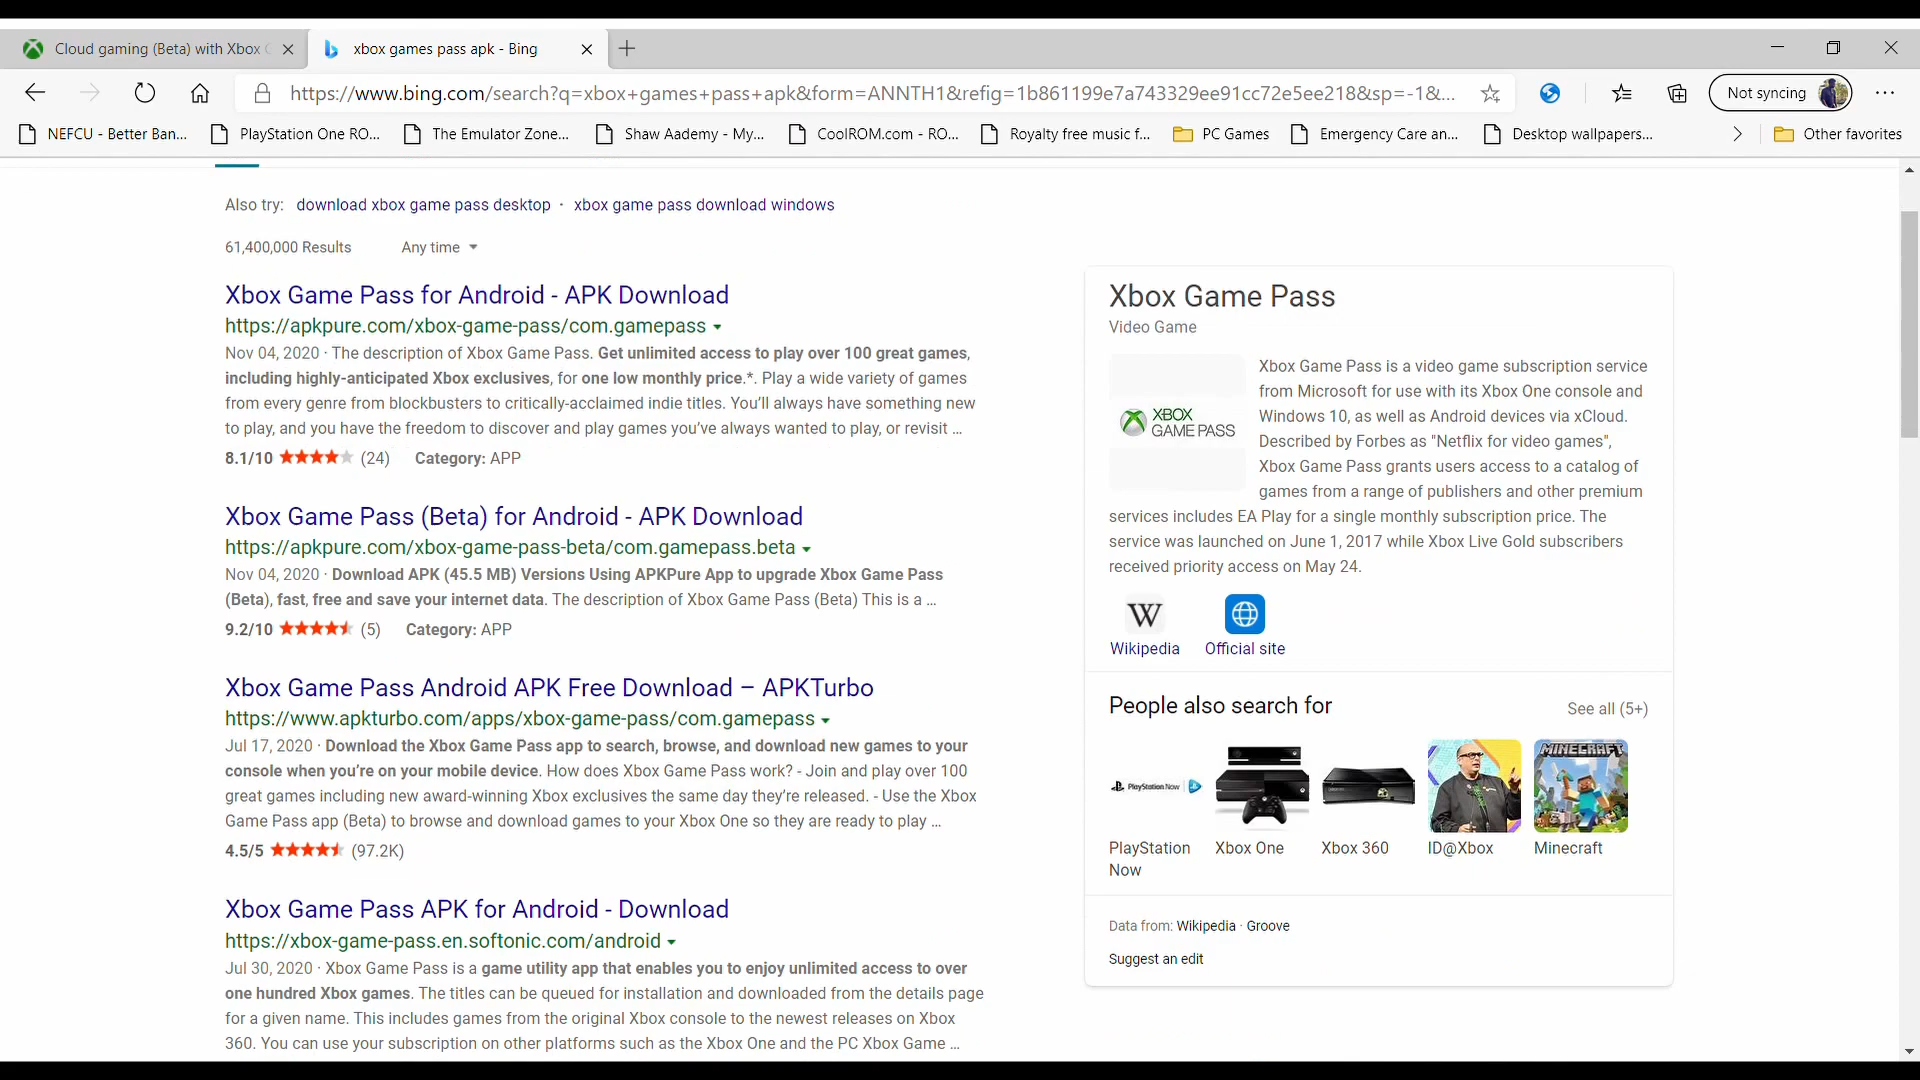 Cloud gaming (Beta) with Xbox G
xbox games pass apk - Bing
https://www.bing.com/search?q=xbox+games+pass+apk&form=ANNTH1&refig=1b861199e7a743329ee91cc72e5ee218&sp=-1&...
Not syncing
NEFCU - Better Ban...
PlayStation One RO...
The Emulator Zone...
Shaw Aademy - My...
CoolROM.com - RO...
Royalty free music f...
PC Games
Emergency Care an...
Desktop wallpapers...
Other favorites
Also try: download xbox game pass desktop · xbox game pass download windows
61,400,000 Results Any time
Xbox Game Pass for Android - APK Download
https://apkpure.com/xbox-game-pass/com.gamepass
Nov 04, 2020 · The description of Xbox Game Pass. Get unlimited access to play over 100 great games,
including highly-anticipated Xbox exclusives, for one low monthly price.*. Play a wide variety of games
from every genre from blockbusters to critically-acclaimed indie titles. You’ll always have something new
to play, and you have the freedom to discover and play games you’ve always wanted to play, or revisit ...
8.1/10 (24) Category: APP
Xbox Game Pass (Beta) for Android - APK Download
https://apkpure.com/xbox-game-pass-beta/com.gamepass.beta
Nov 04, 2020 · Download APK (45.5 MB) Versions Using APKPure App to upgrade Xbox Game Pass
(Beta), fast, free and save your internet data. The description of Xbox Game Pass (Beta) This is a ...
9.2/10 (5) Category: APP
Xbox Game Pass Android APK Free Download – APKTurbo
https://www.apkturbo.com/apps/xbox-game-pass/com.gamepass
Jul 17, 2020 · Download the Xbox Game Pass app to search, browse, and download new games to your
console when you’re on your mobile device. How does Xbox Game Pass work? - Join and play over 100
great games including new award-winning Xbox exclusives the same day they’re released. - Use the Xbox
Game Pass app (Beta) to browse and download games to your Xbox One so they are ready to play ...
4.5/5 (97.2K)
Xbox Game Pass APK for Android - Download
https://xbox-game-pass.en.softonic.com/android
Jul 30, 2020 · Xbox Game Pass is a game utility app that enables you to enjoy unlimited access to over
one hundred Xbox games. The titles can be queued for installation and downloaded from the details page
for a given name. This includes games from the original Xbox console to the newest releases on Xbox
360. You can use your subscription on other platforms such as the Xbox One and the PC Xbox Game ...
Xbox Game Pass
Video Game
XBOX
GAME PASS
Xbox Game Pass is a video game subscription service
from Microsoft for use with its Xbox One console and
Windows 10, as well as Android devices via xCloud.
Described by Forbes as "Netflix for video games",
Xbox Game Pass grants users access to a catalog of
games from a range of publishers and other premium
services includes EA Play for a single monthly subscription price. The
service was launched on June 1, 2017 while Xbox Live Gold subscribers
received priority access on May 24.
W
Wikipedia
Official site
People also search for
See all (5+)
PlayStation Now
MINECRAFT
PlayStation
Now
Xbox One
Xbox 360
ID@Xbox
Minecraft
Data from: Wikipedia · Groove
Suggest an edit